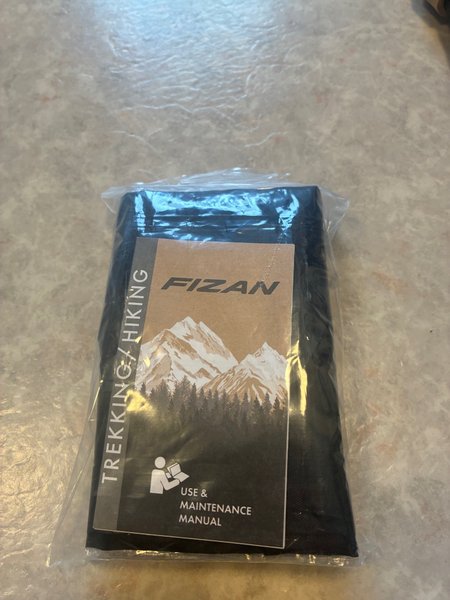 FIZAN
TREKKING/HIKING
USE &
MAINTENANCE
MANUAL